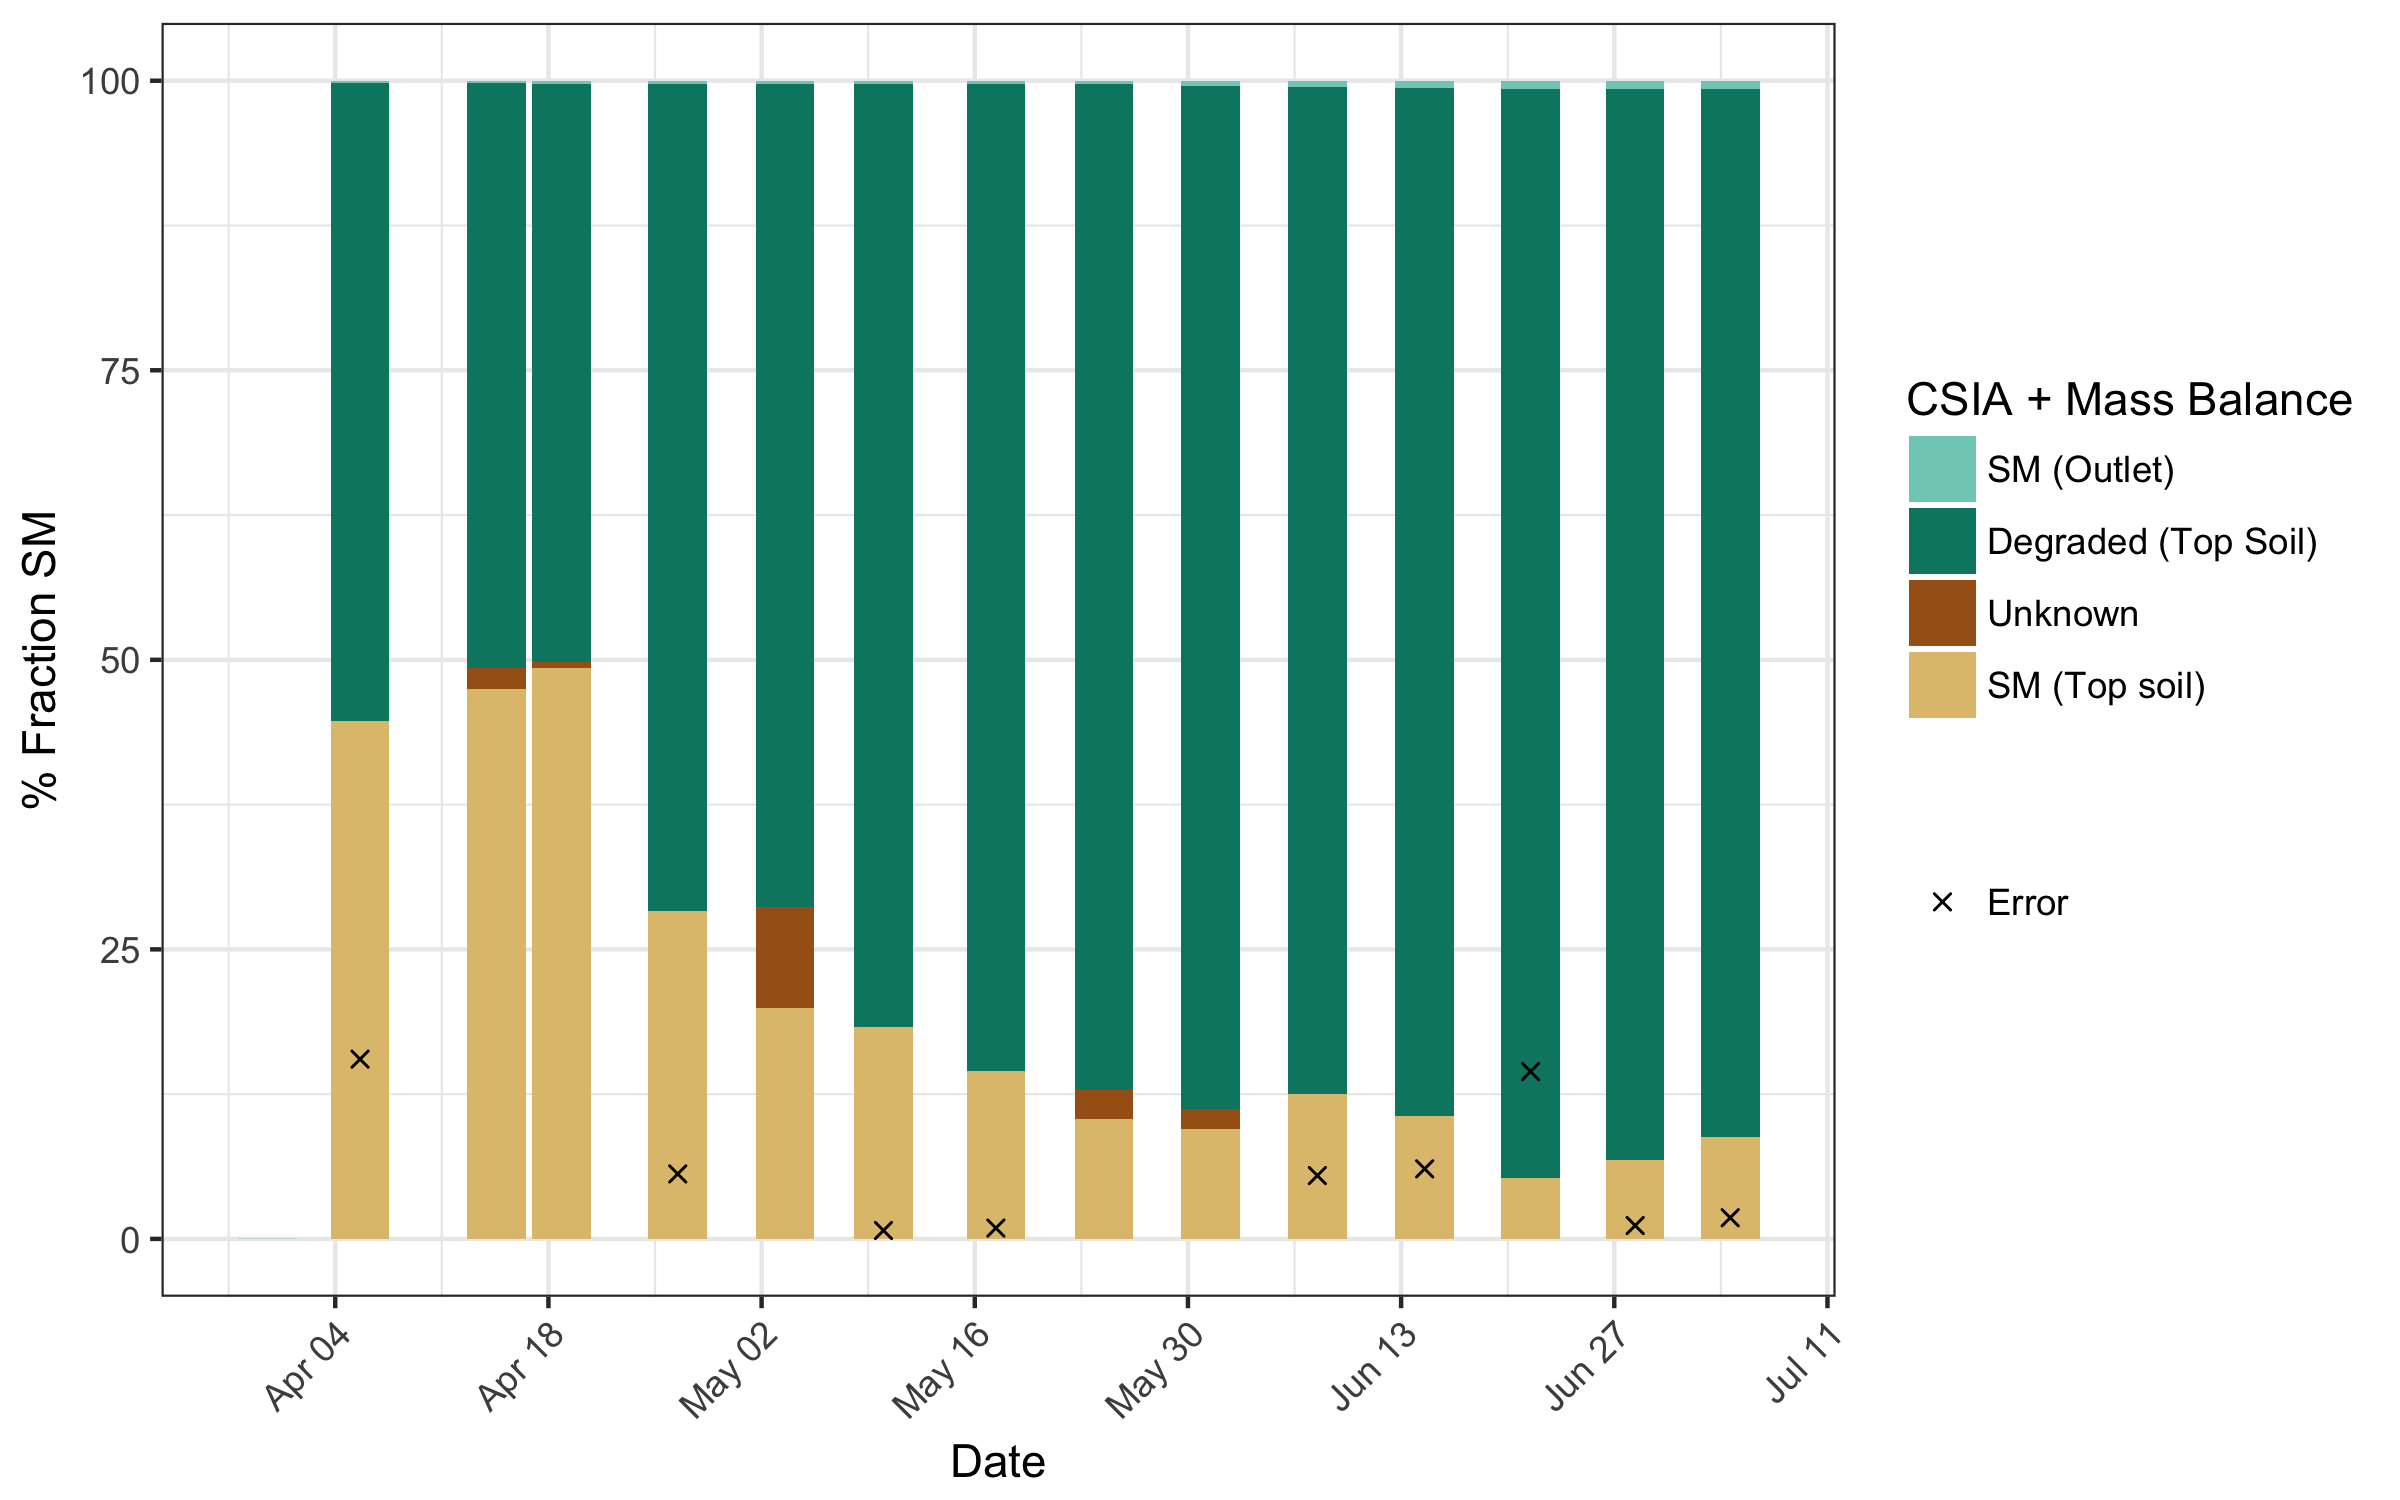 100
75
50
25
0
% Fraction SM
Apr 04
Apr 18
May 02
May 16
May 30
Jun 13
Jun 27
Jul 11
Date
CSIA + Mass Balance
SM (Outlet)
Degraded (Top Soil)
Unknown
SM (Top soil)
Error